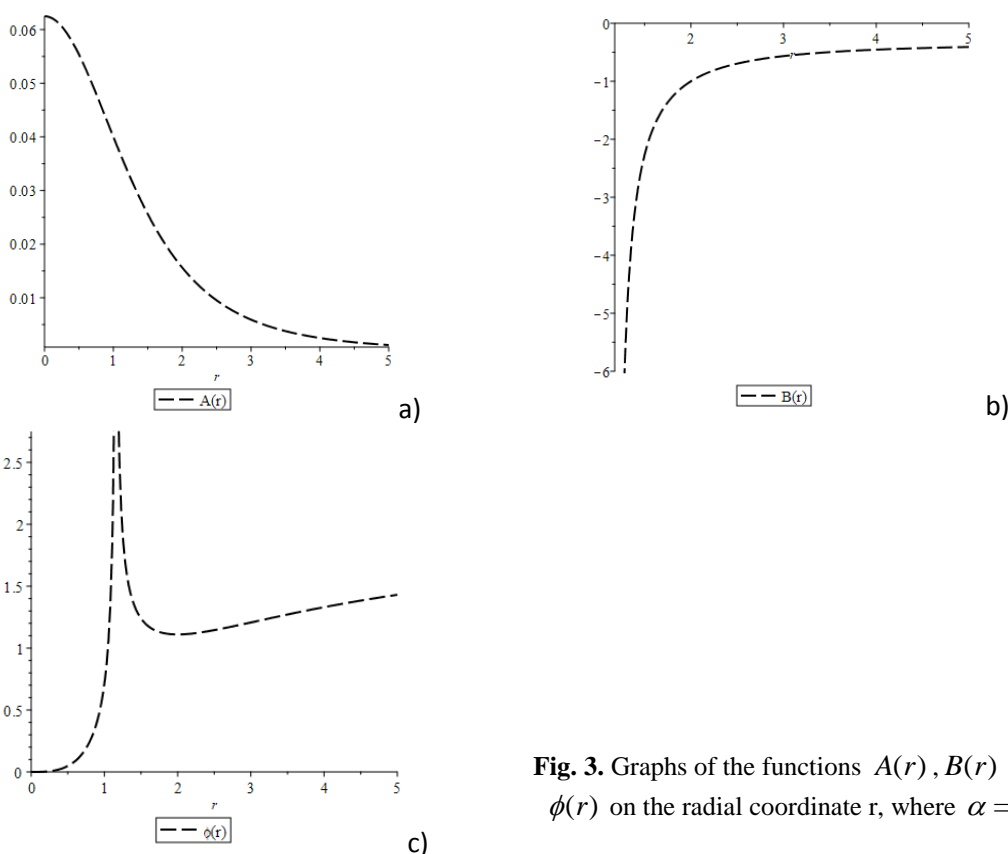 0.06
0.05
0.04
0.03
0.02
0.01
0 1 2 3 4 5
r
A(r)
a)
0 2 3 4 5
r
−1
−2
−3
−4
−5
−6
B(r)
b)
2.5
2
1.5
1
0.5
0
0 1 2 3 4 5
r
ϕ(r)
c)
Fig. 3. Graphs of the functions A(r) , B(r)
ϕ(r) on the radial coordinate r, where α =